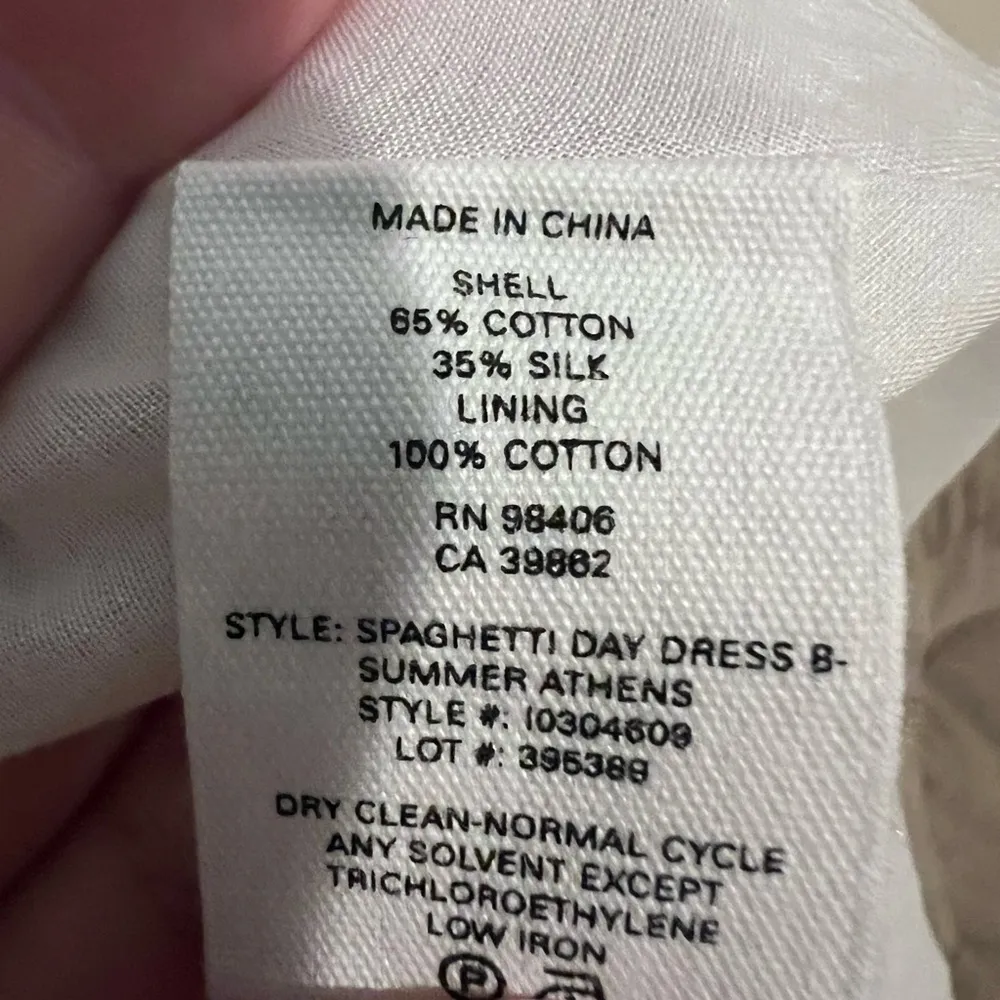 MADE IN CHINA
SHELL
65% COTTON
35% SILK
LINING
100% COTTON
RN 98406
CA 39862
STYLE: SPAGHETTI DAY DRESS B-
SUMMER ATHENS
STYLE #: 10304609
LOT #: 395389
DRY CLEAN-NORMAL CYCLE
ANY SOLVENT EXCEPT
TRICHLOROETHYLENE
LOW IRON
P